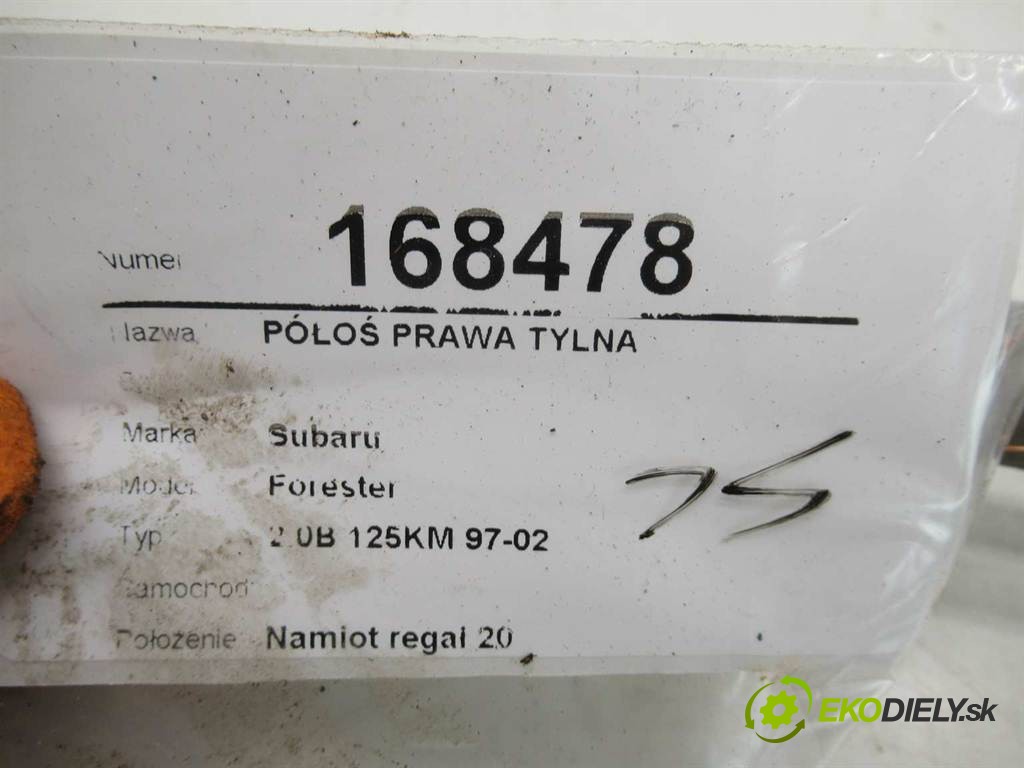 Numer 168478
Nazwa PÓŁOŚ PRAWA TYLNA
Marka Subaru
Model Forester
Typ 2.0B 125KM 97-02
75
Samochod
Położenie Namiot regał 20
EKODIELY.sk